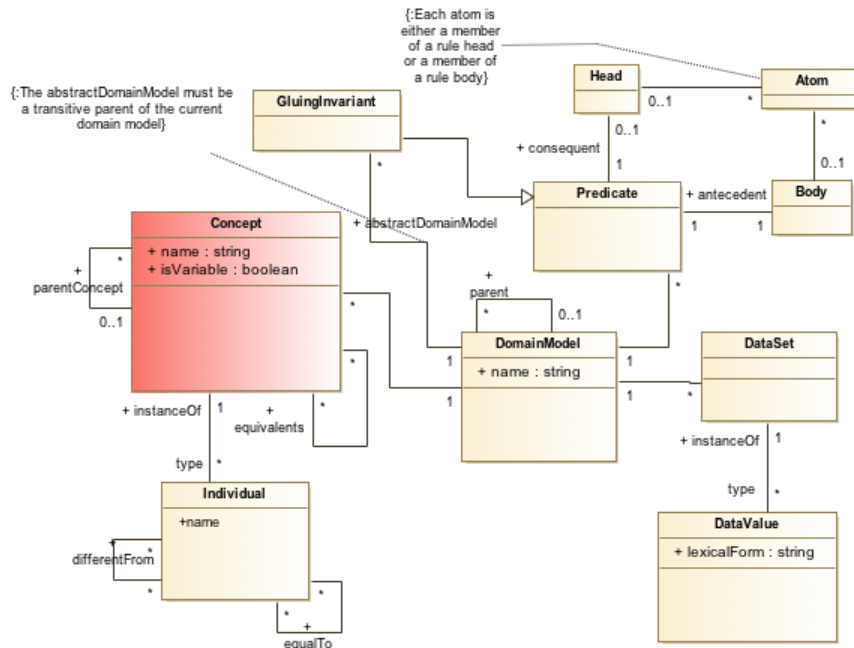 {:Each atom is
either a member
of a rule head
or a member of
a rule body}
{:The abstractDomainModel must be
a transitive parent of the current
domain model}
GluingInvariant
Head
0..1
*
Atom
+ consequent
0..1
1
*
0..1
Predicate
+ antecedent
1
1
Body
*
+ abstractDomainModel
Concept
+ name : string
+ isVariable : boolean
+
parentConcept
*
0..1
*
*
*
+
equivalents
+
parent
*
0..1
*
DomainModel
+ name : string
1
1
1
1
*
DataSet
+ instanceOf
1
type
*
Individual
+name
+
differentFrom
*
*
*
*
+
equalTo
+ instanceOf
1
type
*
DataValue
+ lexicalForm : string